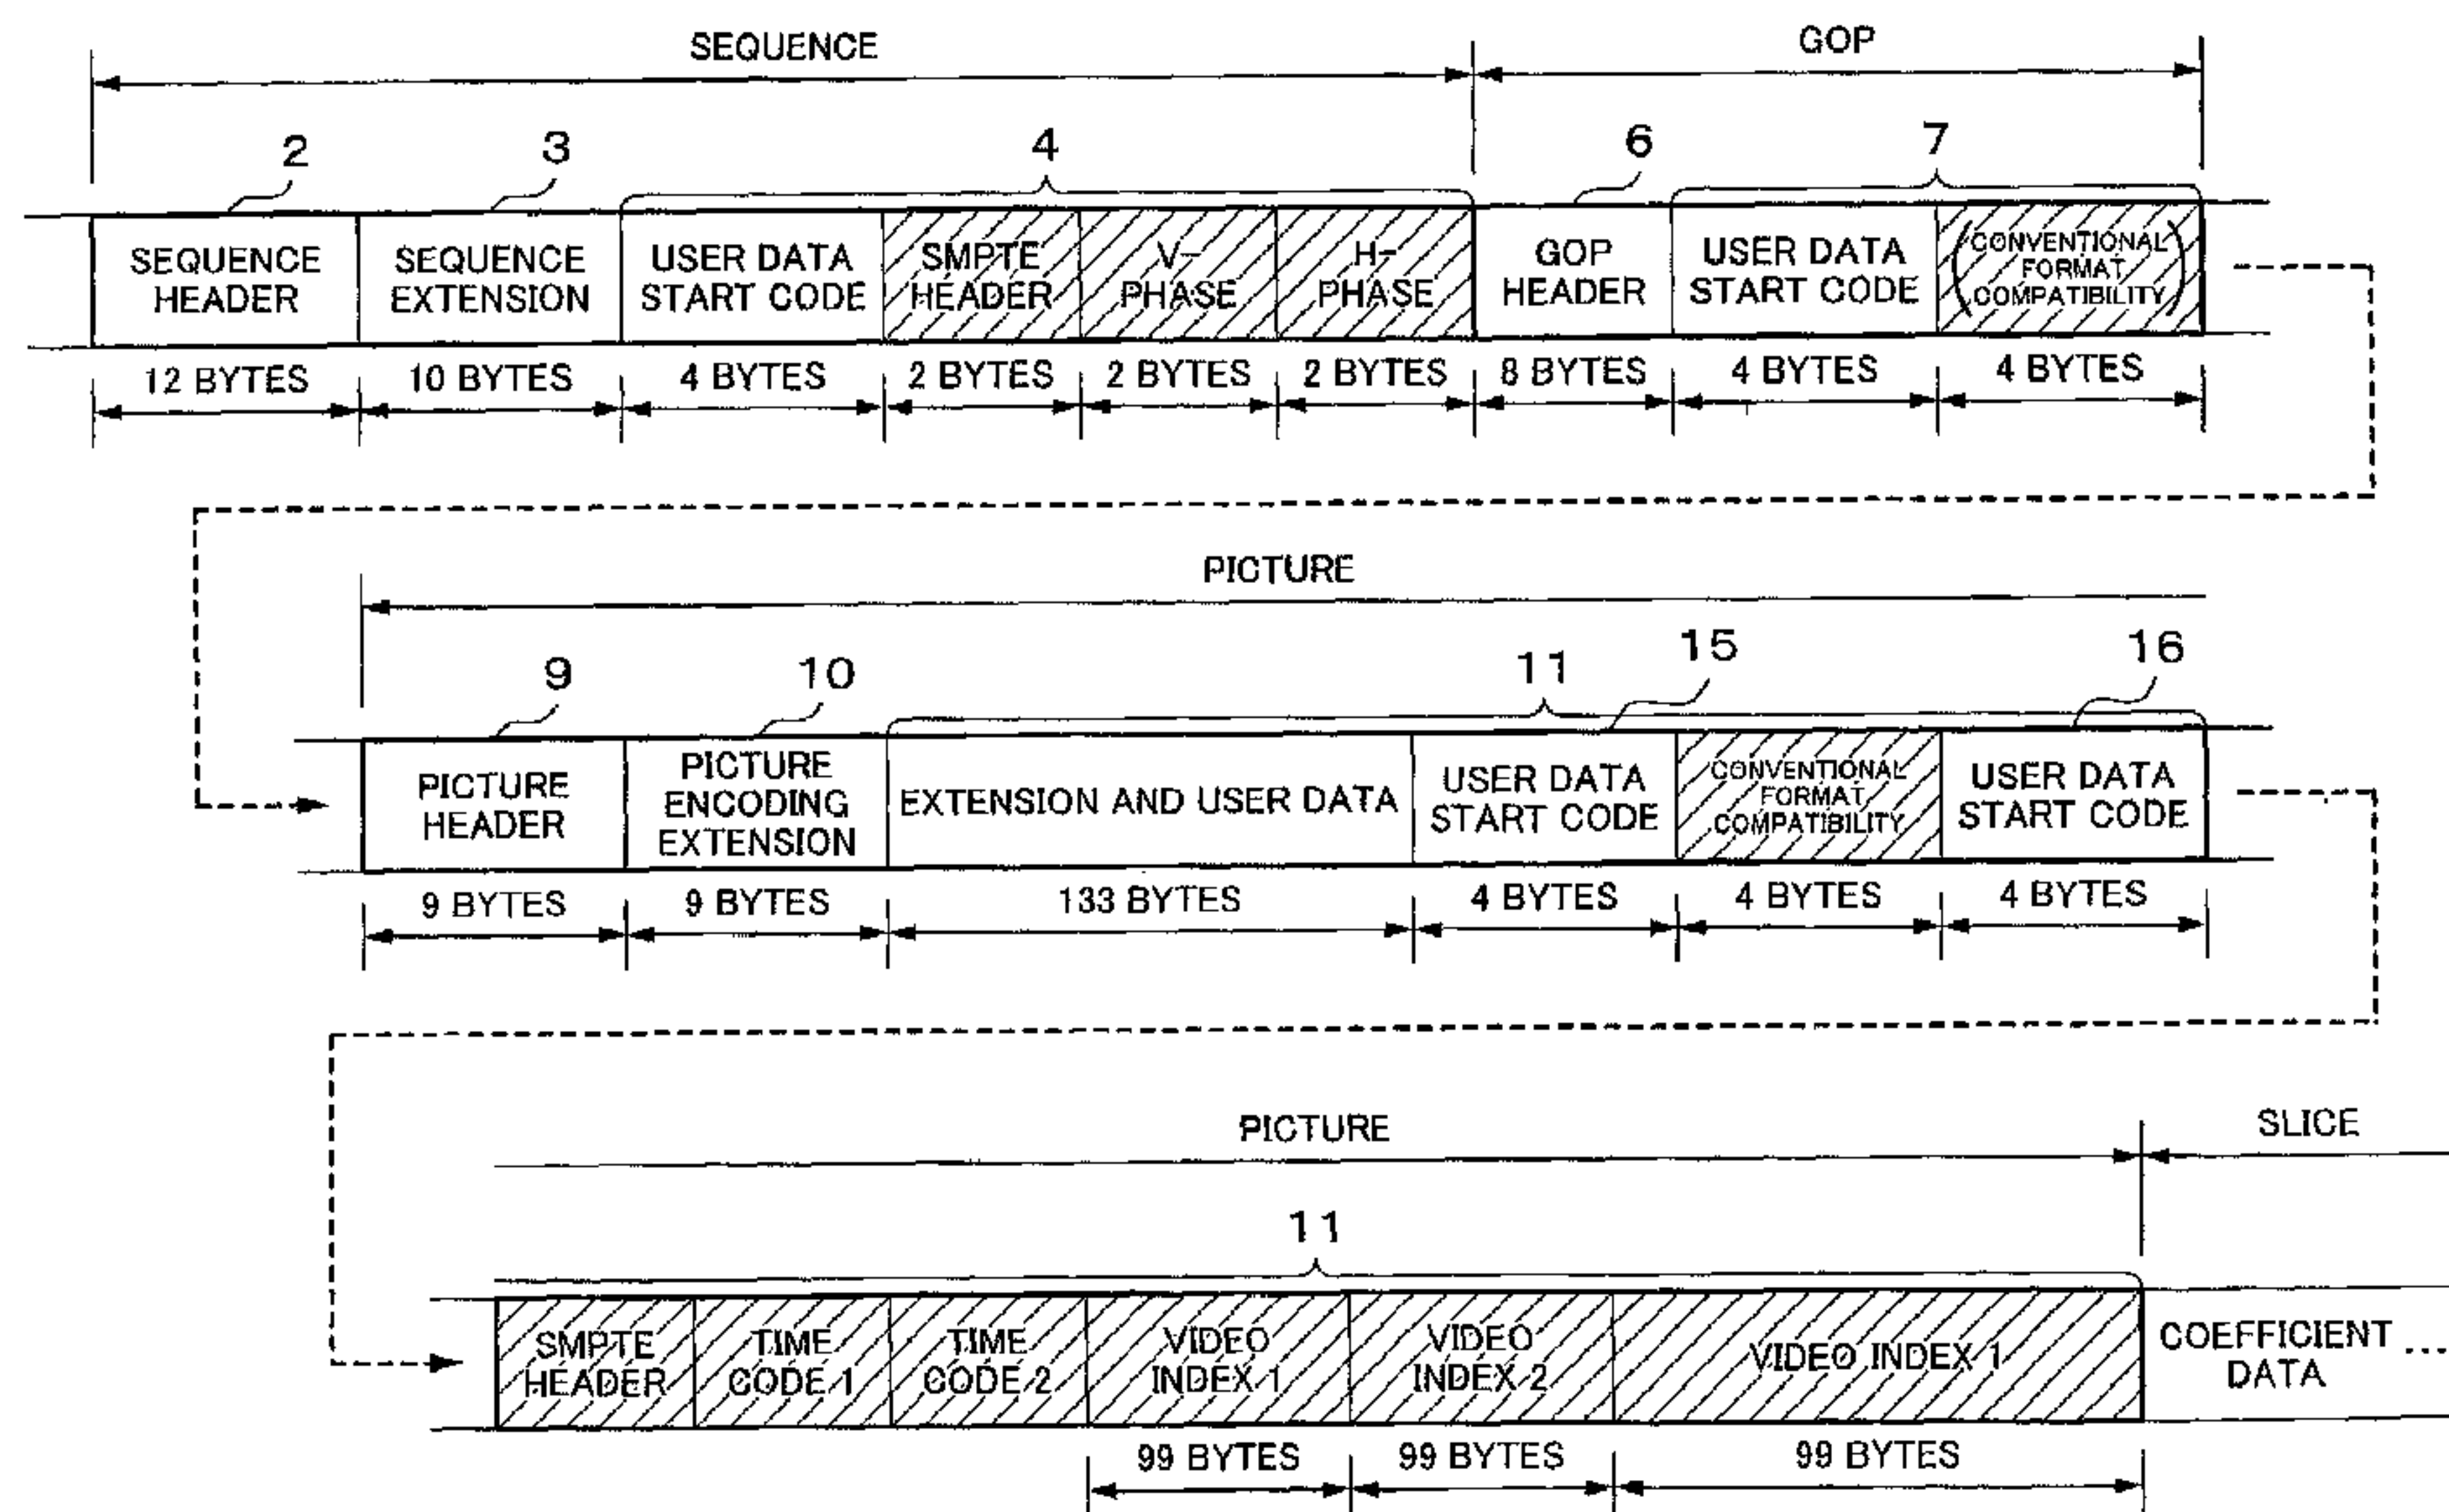 SEQUENCE GOP
2 3 4 6 7
SEQUENCE
HEADER
SEQUENCE
EXTENSION
USER DATA
START CODE
SMPTE
HEADER
V-
PHASE
H-
PHASE
GOP
HEADER
USER DATA
START CODE
(CONVENTIONAL
FORMAT
COMPATIBILITY)
12 BYTES 10 BYTES 4 BYTES 2 BYTES 2 BYTES 2 BYTES 8 BYTES 4 BYTES 4 BYTES
PICTURE
9 10 11 15 16
PICTURE
HEADER
PICTURE
ENCODING
EXTENSION
EXTENSION AND USER DATA
USER DATA
START CODE
CONVENTIONAL
FORMAT
COMPATIBILITY
USER DATA
START CODE
9 BYTES 9 BYTES 133 BYTES 4 BYTES 4 BYTES 4 BYTES
PICTURE SLICE
11
SMPTE
HEADER
TIME
CODE 1
TIME
CODE 2
VIDEO
INDEX 1
VIDEO
INDEX 2
VIDEO INDEX 1
COEFFICIENT
DATA
....
99 BYTES 99 BYTES 99 BYTES